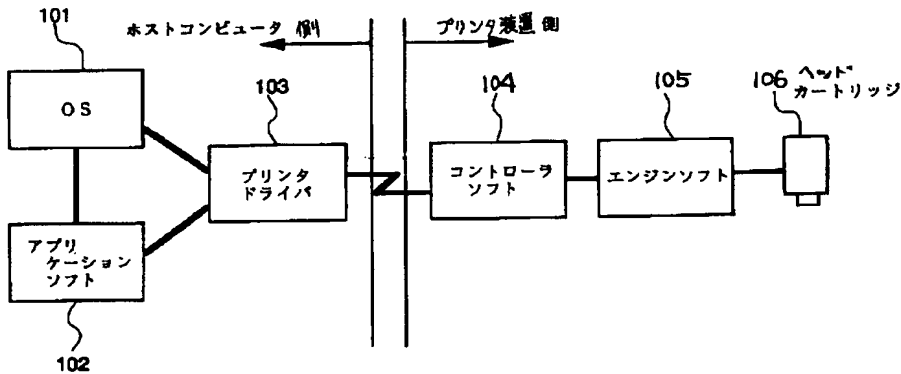 101
ホストコンピュータ 側
プリンタ装置側
OS
103
プリンタ
ドライバ
104
コントローラ
ソフト
105
エンジンソフト
106 ヘッド
カートリッジ
アプリ
ケーション
ソフト
102